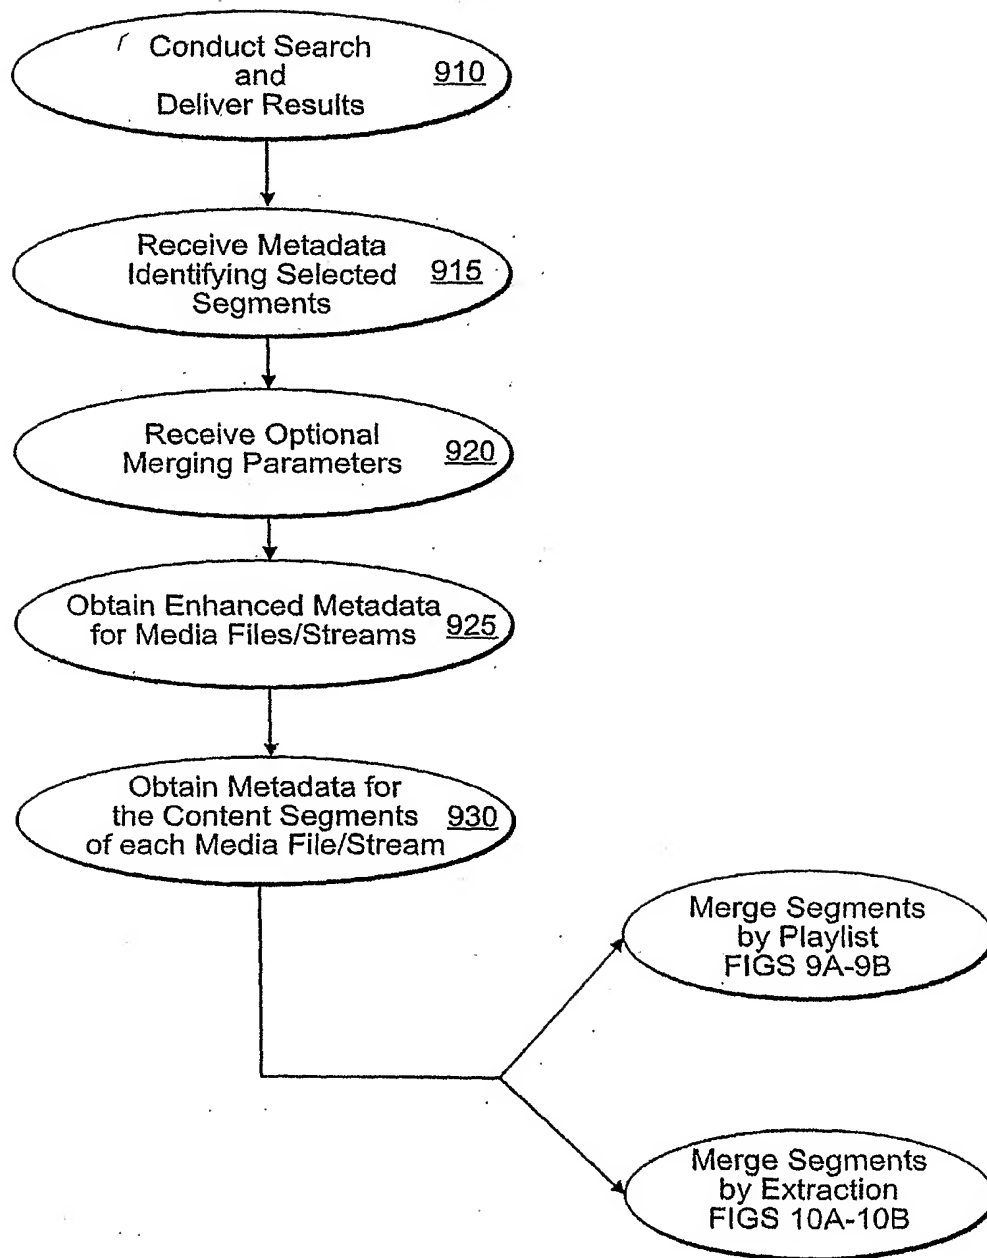 Conduct Search
and
Deliver Results
910
Receive Metadata
Identifying Selected
Segments
915
Receive Optional
Merging Parameters
920
Obtain Enhanced Metadata
for Media Files/Streams
925
Obtain Metadata for
the Content Segments
of each Media File/Stream
930
Merge Segments
by Playlist
FIGS 9A-9B
Merge Segments
by Extraction
FIGS 10A-10B